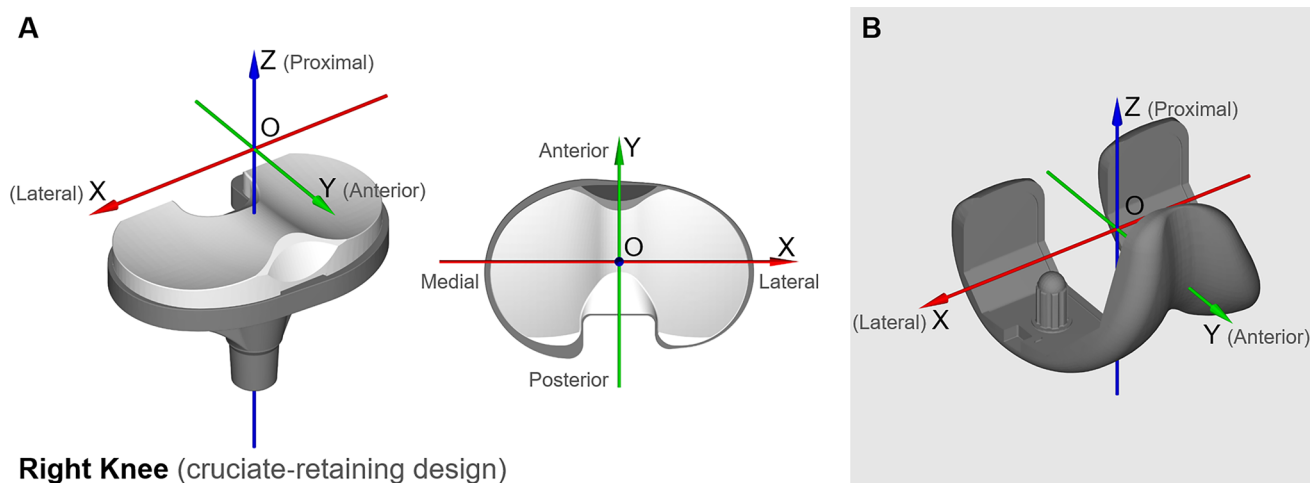 A
Z (Proximal)
O
(Lateral) X
Y (Anterior)
Anterior Y
O
X
Medial
Lateral
Posterior
Right Knee (cruciate-retaining design)
B
Z (Proximal)
O
(Lateral) X
Y (Anterior)